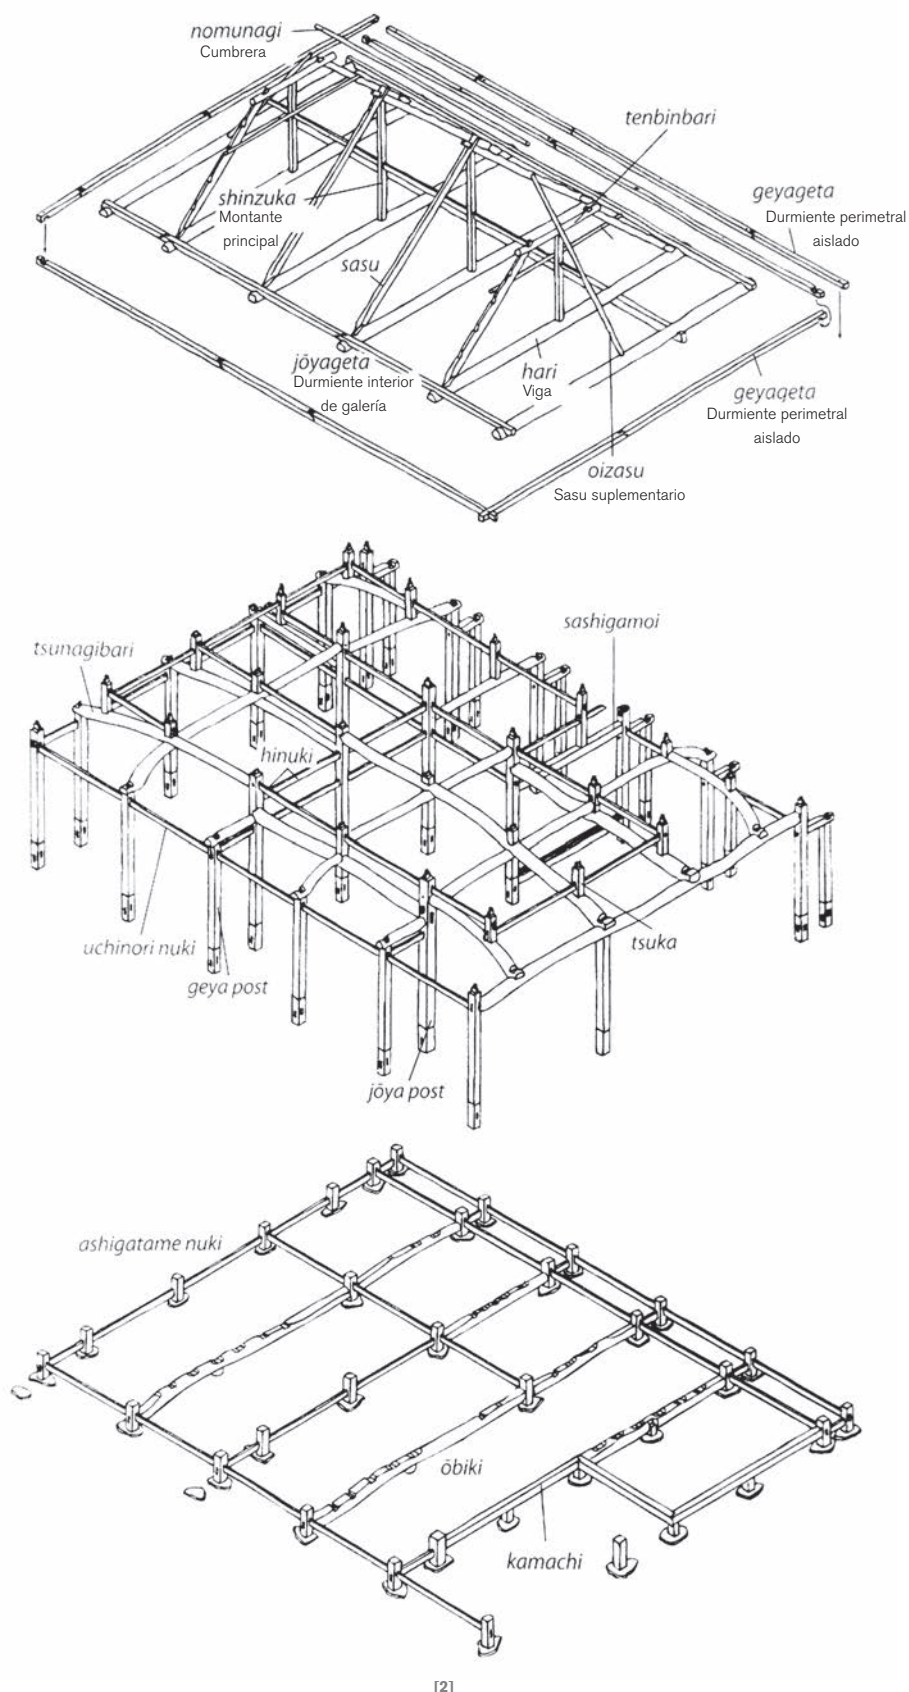 nomunagi
Cumbrera
tenbinbari
shinzuka
Montante
principal
geyageta
Durmiente perimetral
aislado
sasu
jōyageta
Durmiente interior
de galería
hari
Viga
geyageta
Durmiente perimetral
aislado
oizasu
Sasu suplementario
sashigamoi
tsunagibari
hinuki
uchinori nuki
tsuka
geya post
jōya post
ashigatame nuki
ōbiki
kamachi
[2]